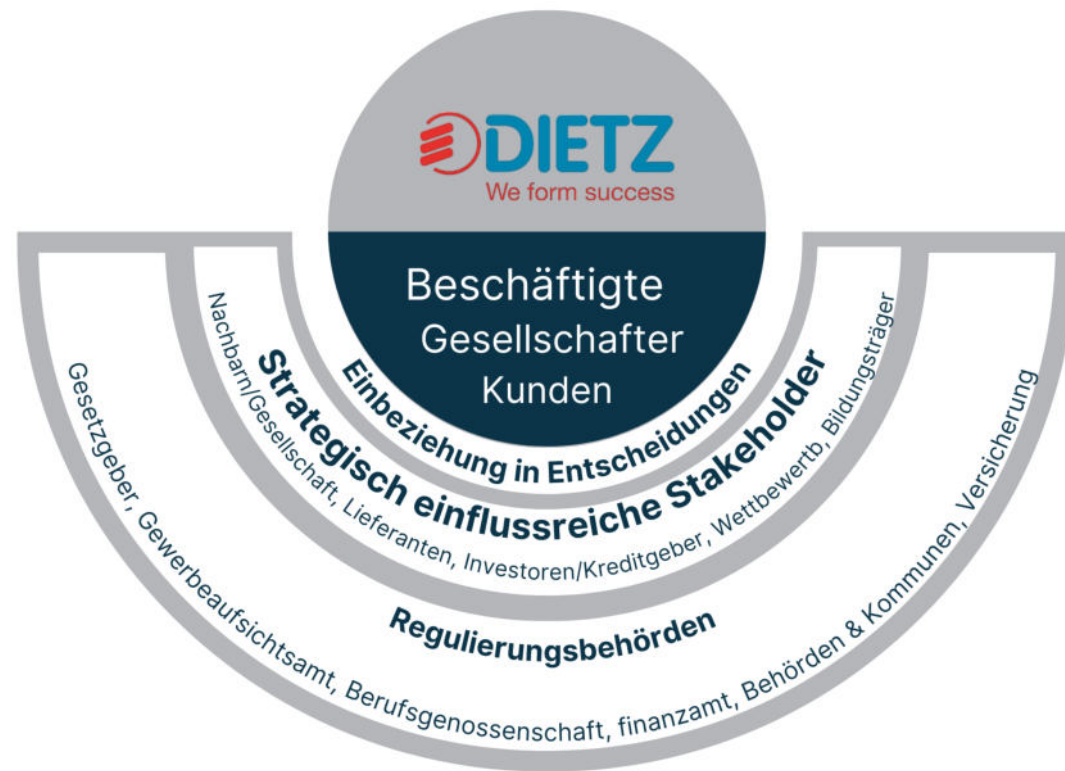 DIETZ
We form success
Beschäftigte
Gesellschafter
Kunden
Einbeziehung in Entscheidungen
Strategisch einflussreiche Stakeholder
Nachbarn/Gesellschaft, Lieferanten, Investoren/Kreditgeber, Wettbewertb, Bildungsträger
Regulierungsbehörden
Gesetzgeber, Gewerbeaufsichtsamt, Berufsgenossenschaft, finanzamt, Behörden & Kommunen, Versicherung